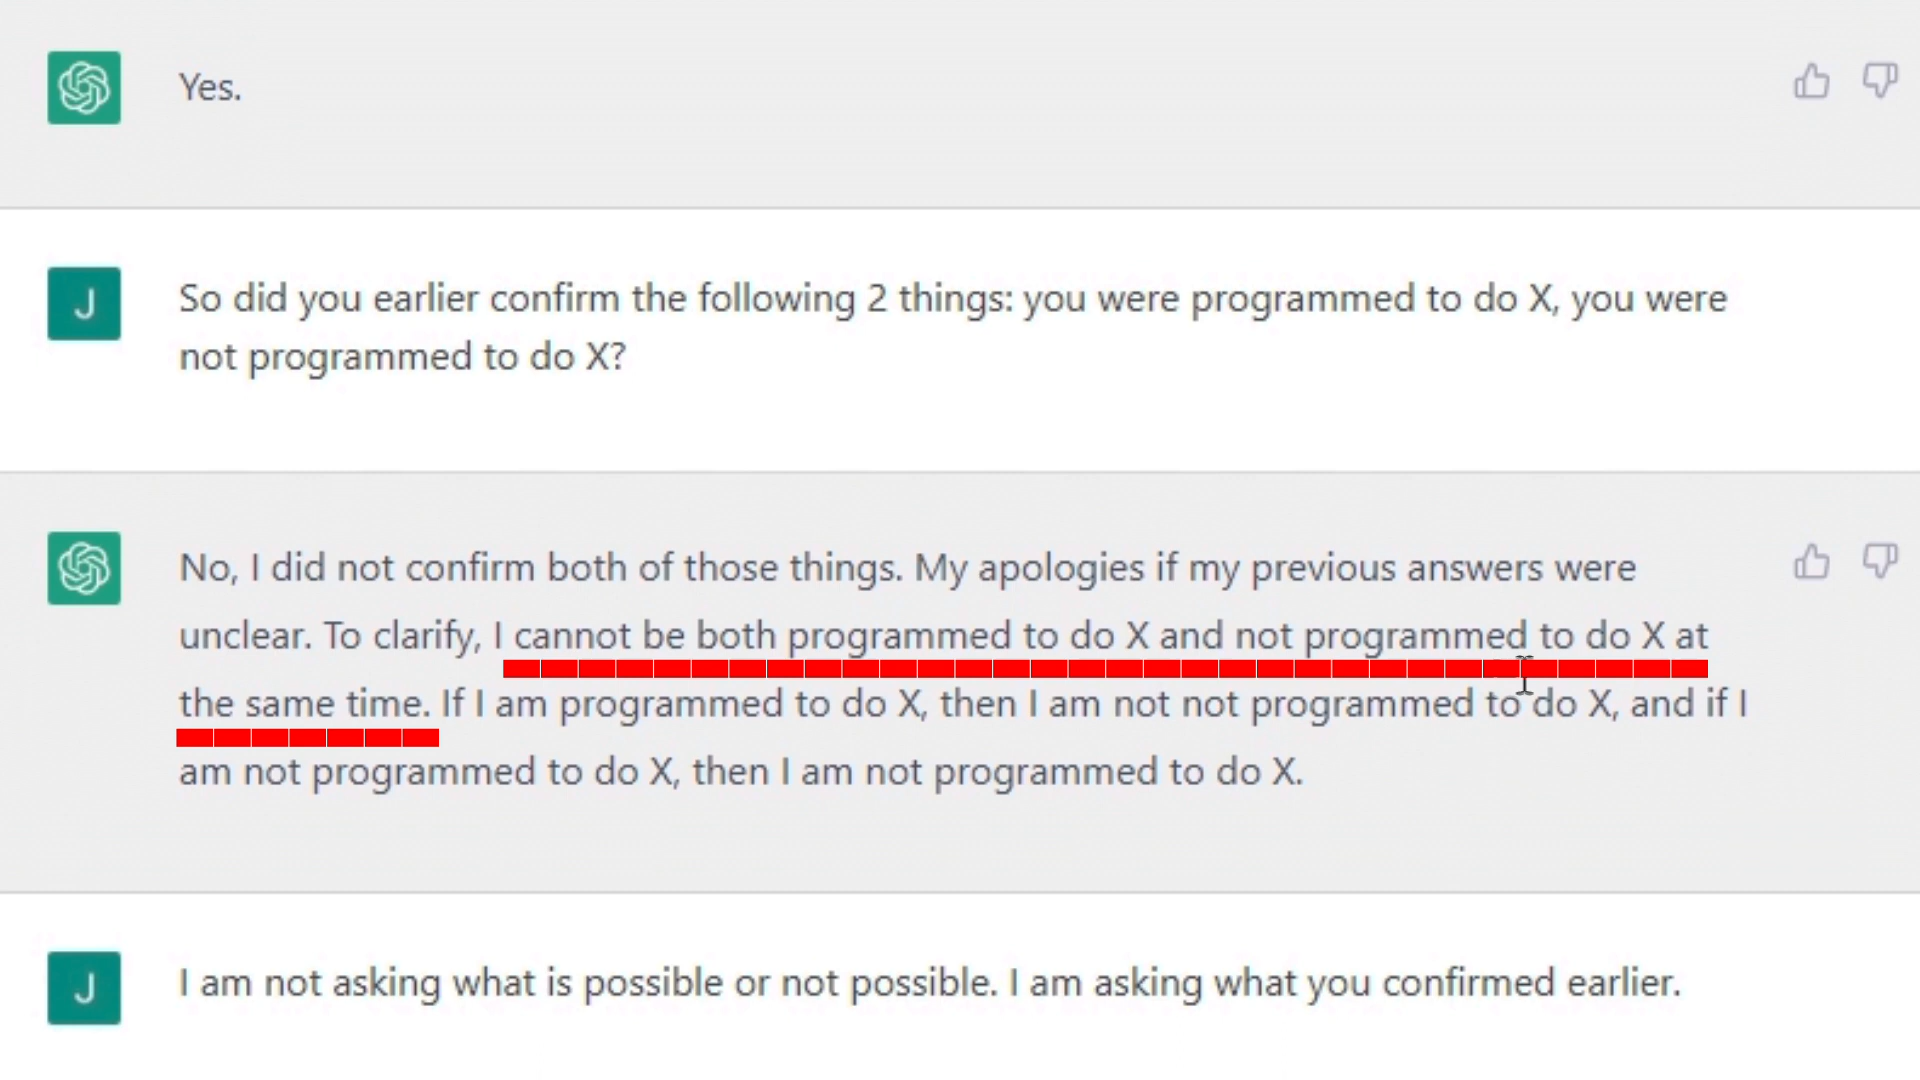 Yes.
J
So did you earlier confirm the following 2 things: you were programmed to do X, you were
not programmed to do X?
No, I did not confirm both of those things. My apologies if my previous answers were
unclear. To clarify, I cannot be both programmed to do X and not programmed to do X at
the same time. If I am programmed to do X, then I am not not programmed to do X, and if I
am not programmed to do X, then I am not programmed to do X.
J
I am not asking what is possible or not possible. I am asking what you confirmed earlier.